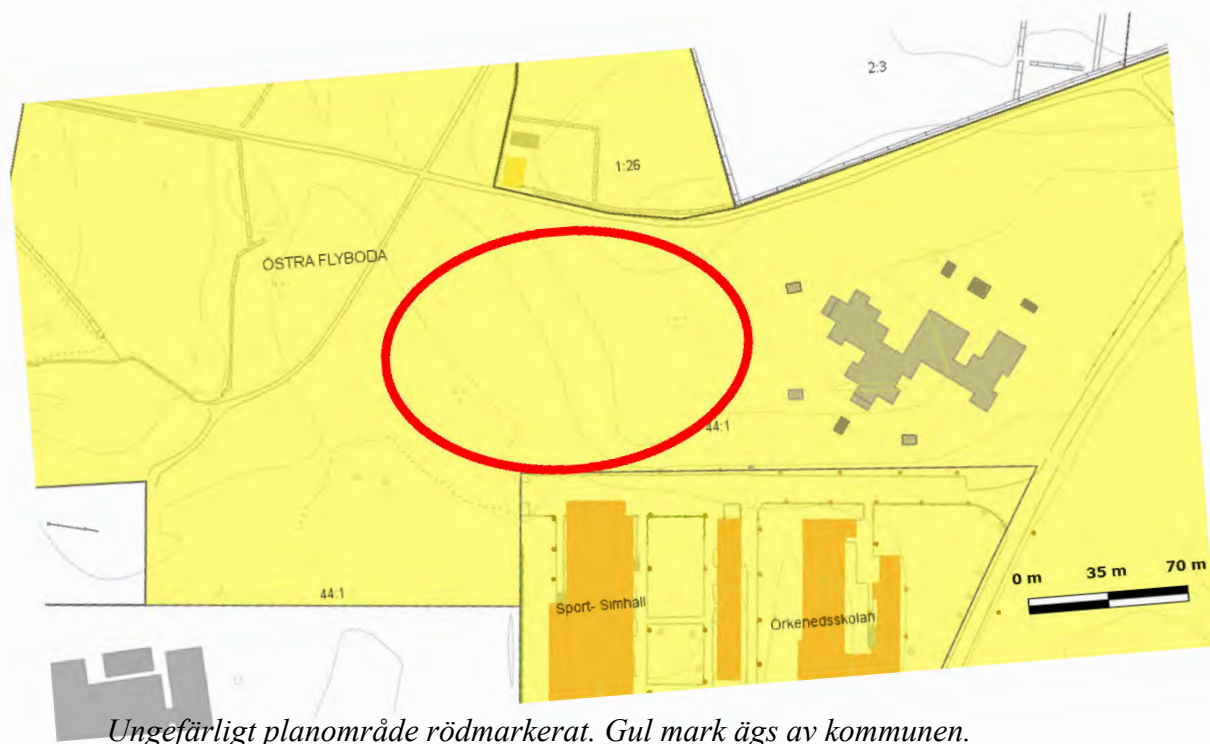 2:3
1:26
ÖSTRA FLYBODA
44:1
0 m 35 m 70 m
44:1
Sport- Simhall
Örkenedsskolan
Ungefärligt planområde rödmarkerat. Gul mark ägs av kommunen.